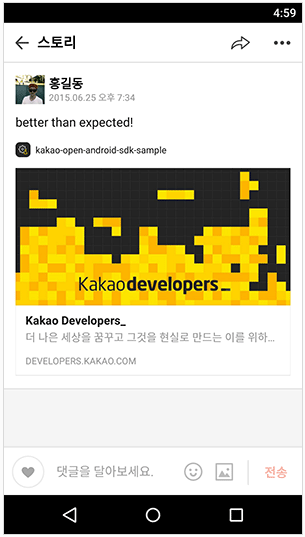 4:59
스토리
홍길동
2015.06.25 오후 7:34
better than expected!
kakao-open-android-sdk-sample
Kakaodevelopers_
Kakao Developers_
더 나은 세상을 꿈꾸고 그것을 현실로 만드는 이를 위하...
DEVELOPERS.KAKAO.COM
댓글을 달아보세요.
전송